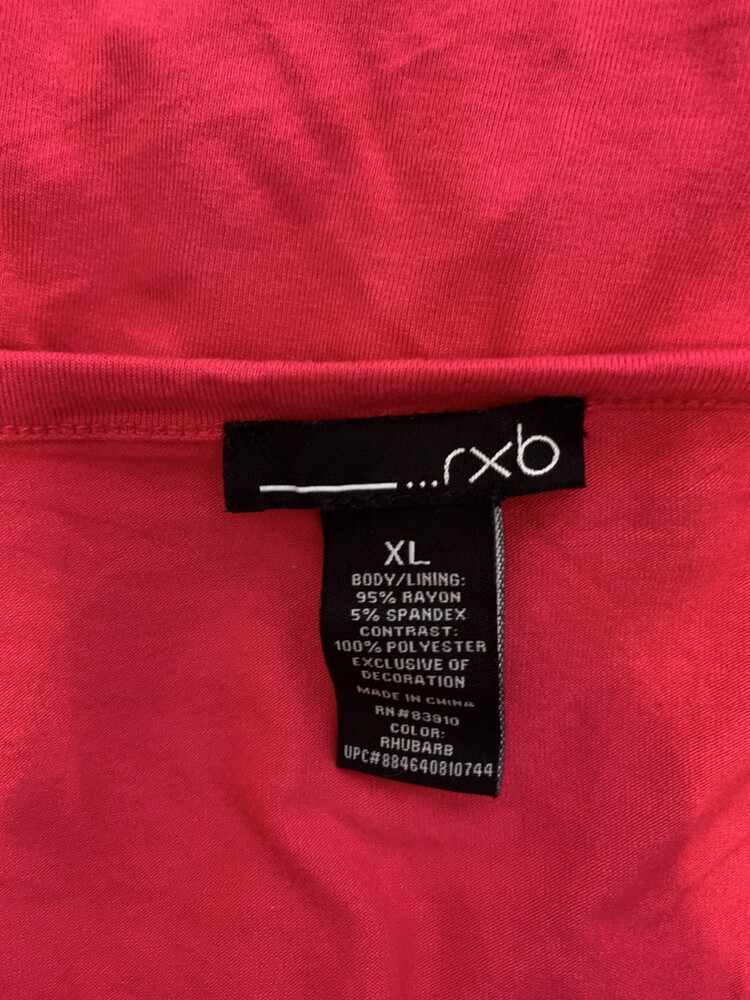 ...rxb
XL
BODY/LINING:
95% RAYON
5% SPANDEX
CONTRAST:
100% POLYESTER
EXCLUSIVE OF
DECORATION
MADE IN CHINA
RN#83910
COLOR:
RHUBARB
UPC#884640810744